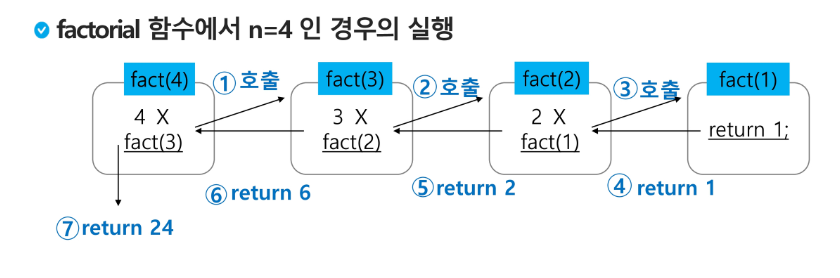 factorial 함수에서 n=4 인 경우의 실행
fact(4) ①호출 fact(3) ②호출 fact(2) ③호출 fact(1)
4 X 3 X 2 X
fact(3) fact(2) fact(1) return 1;
⑥return 6 ⑤return 2 ④return 1
⑦return 24